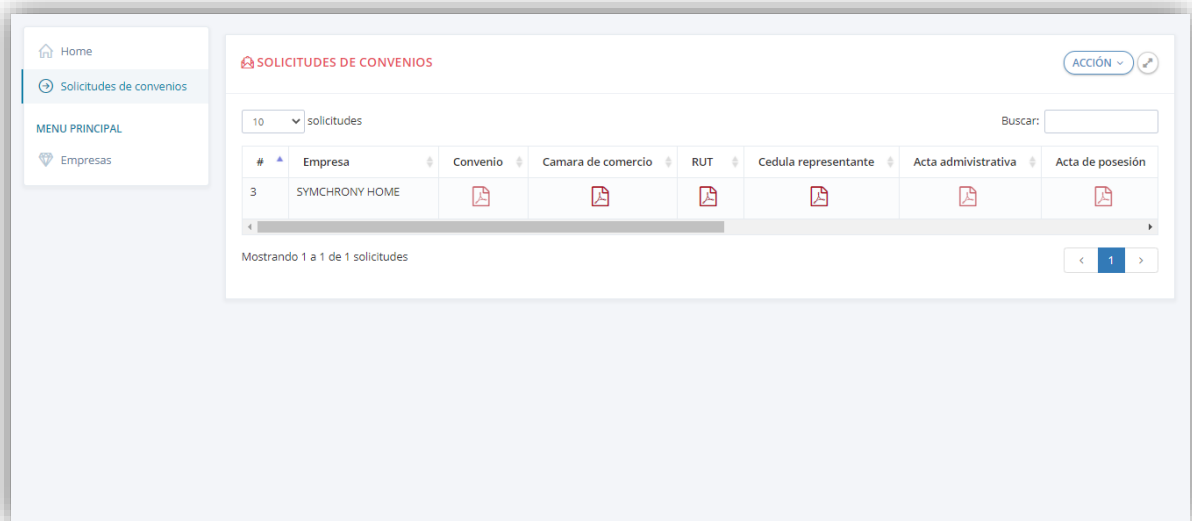 Home
Solicitudes de convenios
MENU PRINCIPAL
Empresas
SOLICITUDES DE CONVENIOS
ACCIÓN
10 solicitudes
Buscar:
# Empresa Convenio Camara de comercio RUT Cedula representante Acta admivistrativa Acta de posesión
3 SYMCHRONY HOME
Mostrando 1 a 1 de 1 solicitudes
< 1 >